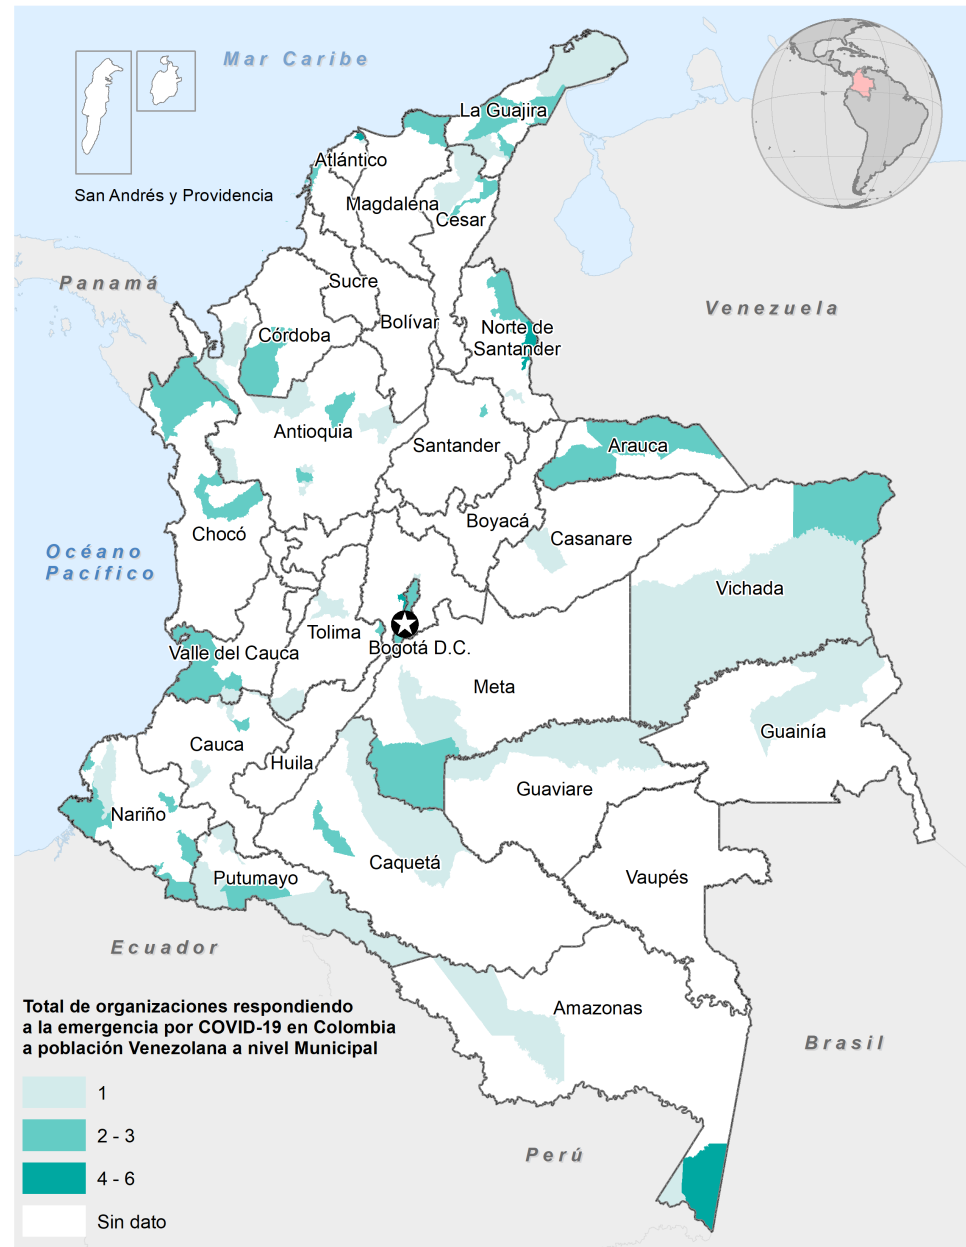 Mar Caribe
La Guajira
Atlántico
San Andrés y Providencia
Magdalena
Cesar
Panamá
Sucre
Venezuela
Bolívar
Córdoba
Norte de
Santander
Antioquia
Santander
Arauca
Boyacá
Chocó
Casanare
Océano
Pacífico
Vichada
Tolima
Valle del Cauca
Bogotá D.C.
Meta
Guainía
Cauca
Huila
Guaviare
Nariño
Caquetá
Putumayo
Vaupés
Ecuador
Amazonas
Brasil
Perú
Total de organizaciones respondiendo
a la emergencia por COVID-19 en Colombia
a población Venezolana a nivel Municipal
1
2 - 3
4 - 6
Sin dato